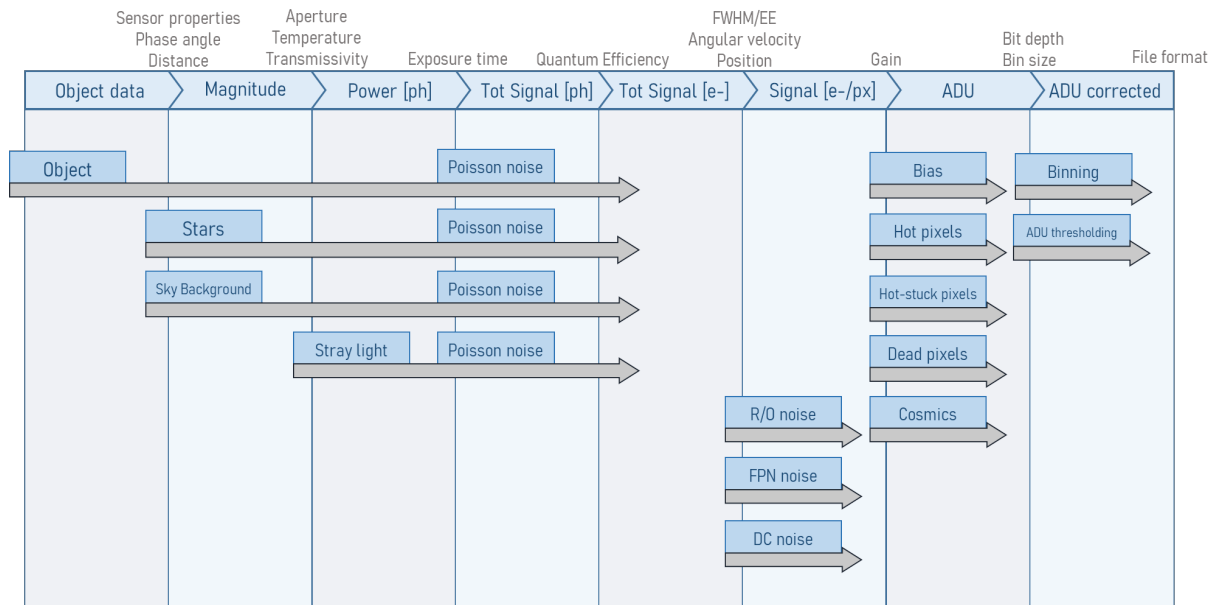 Sensor properties
Phase angle
Distance
Aperture
Temperature
Transmissivity
Exposure time
Quantum Efficiency
FWHM/EE
Angular velocity
Position
Gain
Bit depth
Bin size
File format
Object data
Magnitude
Power [ph]
Tot Signal [ph]
Tot Signal [e-]
Signal [e-/px]
ADU
ADU corrected
Object
Poisson noise
Bias
Binning
Stars
Poisson noise
Hot pixels
ADU thresholding
Sky Background
Poisson noise
Hot-stuck pixels
Stray light
Poisson noise
Dead pixels
R/O noise
Cosmics
FPN noise
DC noise